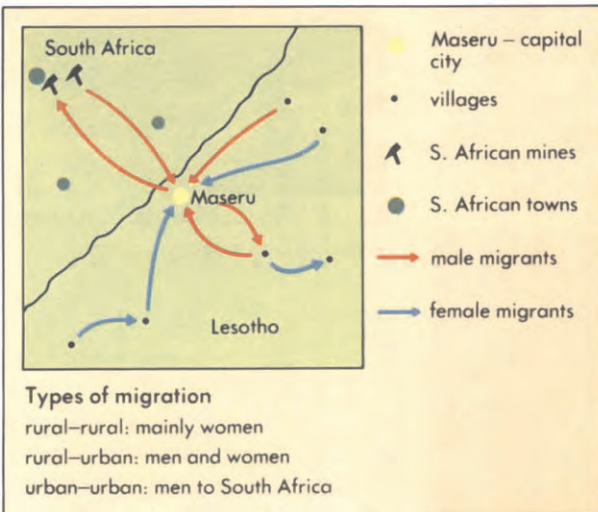 South Africa
Maseru
Lesotho
Maseru – capital
city
villages
S. African mines
S. African towns
male migrants
female migrants
Types of migration
rural–rural: mainly women
rural–urban: men and women
urban–urban: men to South Africa